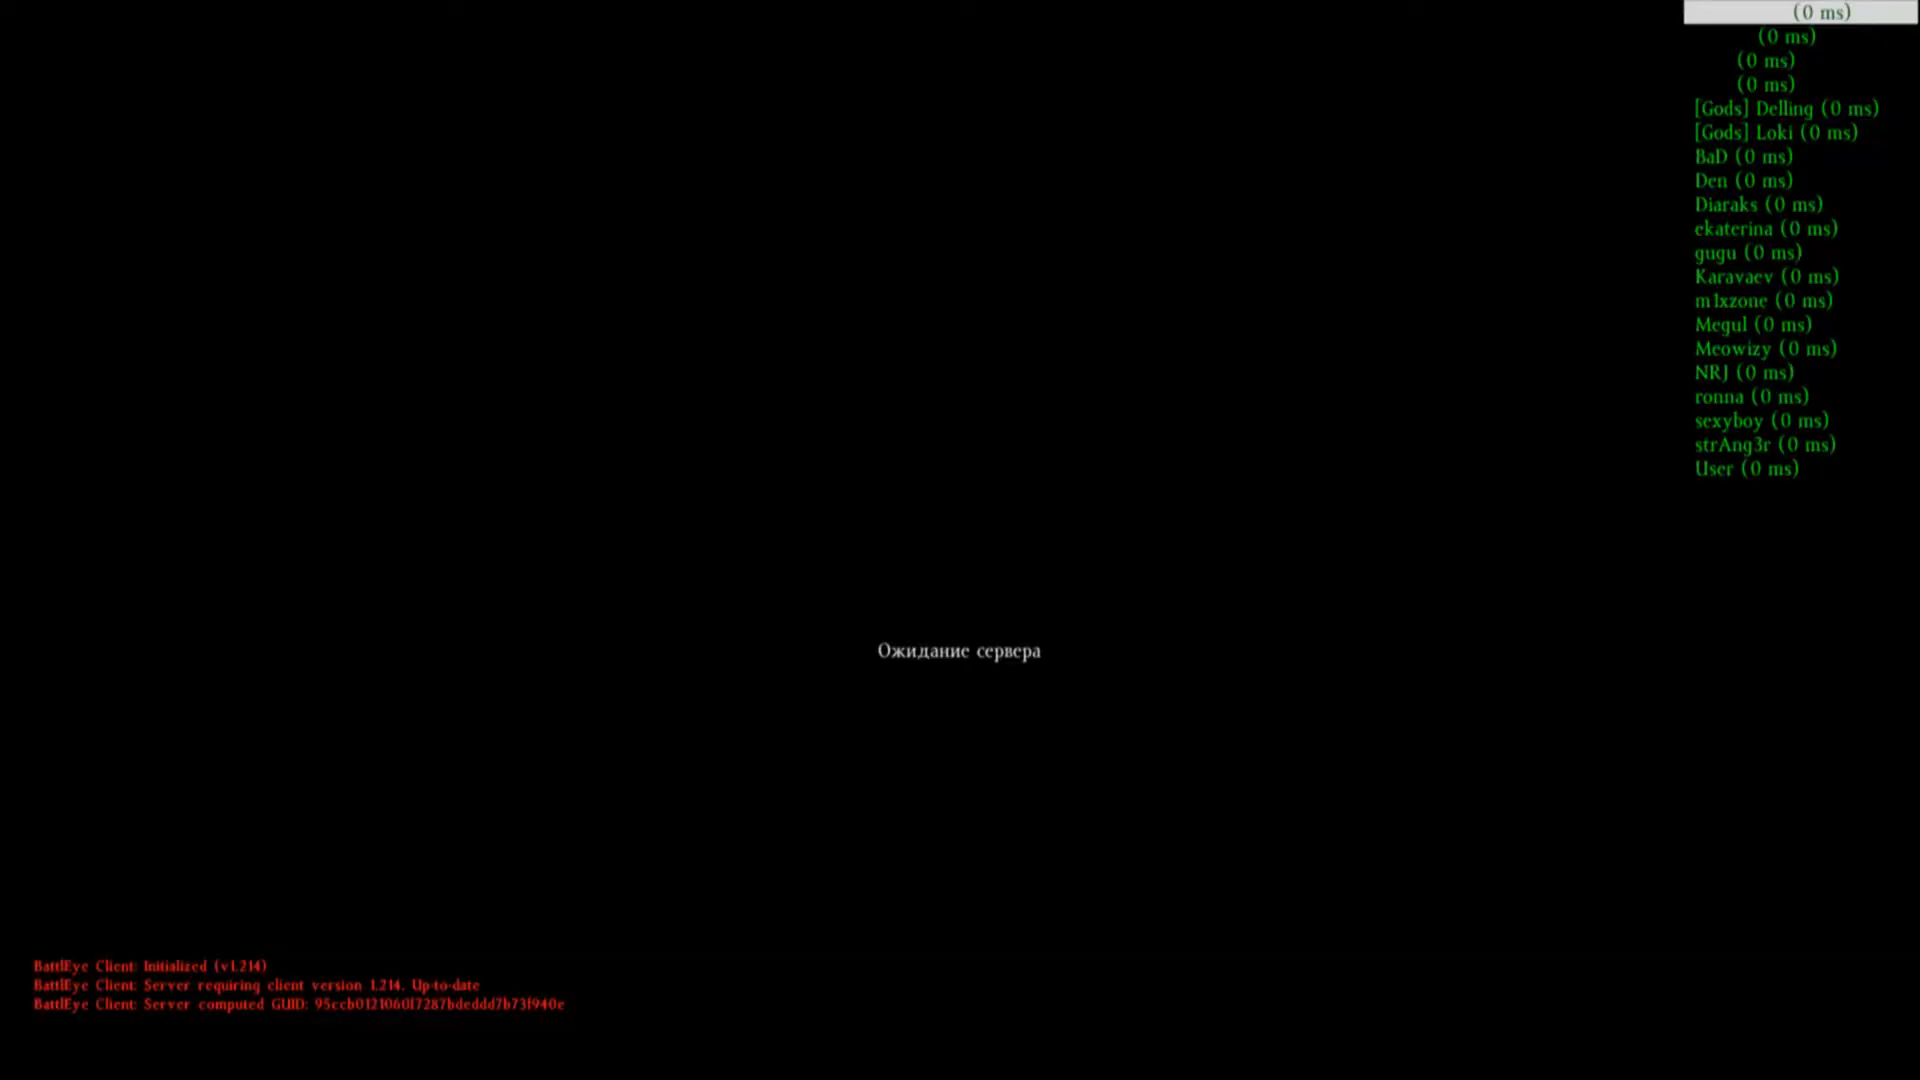 (0 ms)
(0 ms)
(0 ms)
(0 ms)
[Gods] Delling (0 ms)
[Gods] Loki (0 ms)
BaD (0 ms)
Den (0 ms)
Diaraks (0 ms)
ekaterina (0 ms)
gugu (0 ms)
Karavaev (0 ms)
m1xzone (0 ms)
Megul (0 ms)
Meowizy (0 ms)
NRJ (0 ms)
ronna (0 ms)
sexyboy (0 ms)
strAng3r (0 ms)
User (0 ms)
Ожидание сервера
BattlEye Client: Initialized (v1.214)
BattlEye Client: Server requiring client version 1.214. Up-to-date
BattlEye Client: Server computed GUID: 95ccb0121060f7287bdeddd7b73f940e